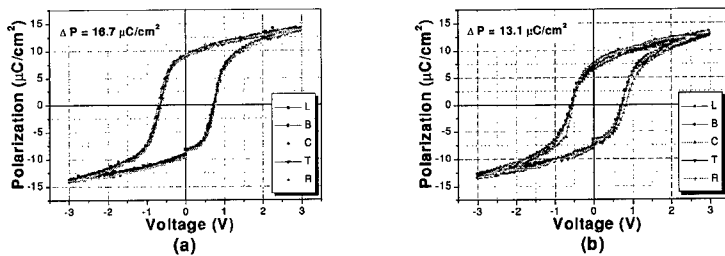 Δ P = 16.7 μC/cm²
Polarization (μC/cm²)
15
10
5
0
-5
-10
-15
-3
-2
-1
0
1
2
3
Voltage (V)
L
B
C
T
R
(a)
Δ P = 13.1 μC/cm²
Polarization (μC/cm²)
15
10
5
0
-5
-10
-15
-3
-2
-1
0
1
2
3
Voltage (V)
L
B
C
T
R
(b)